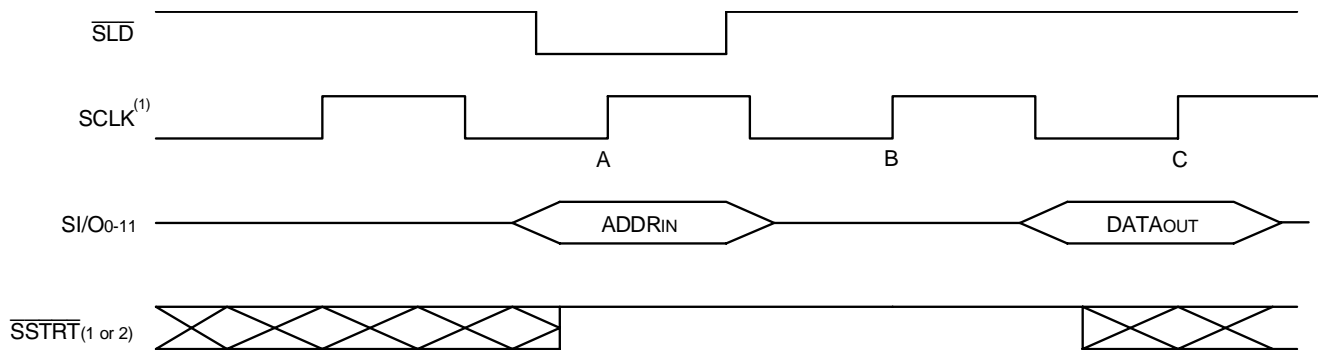 SLD
SCLK(1)
A B C
SI/O0-11 ADDRIN DATAOUT
SSTRT(1 or 2)